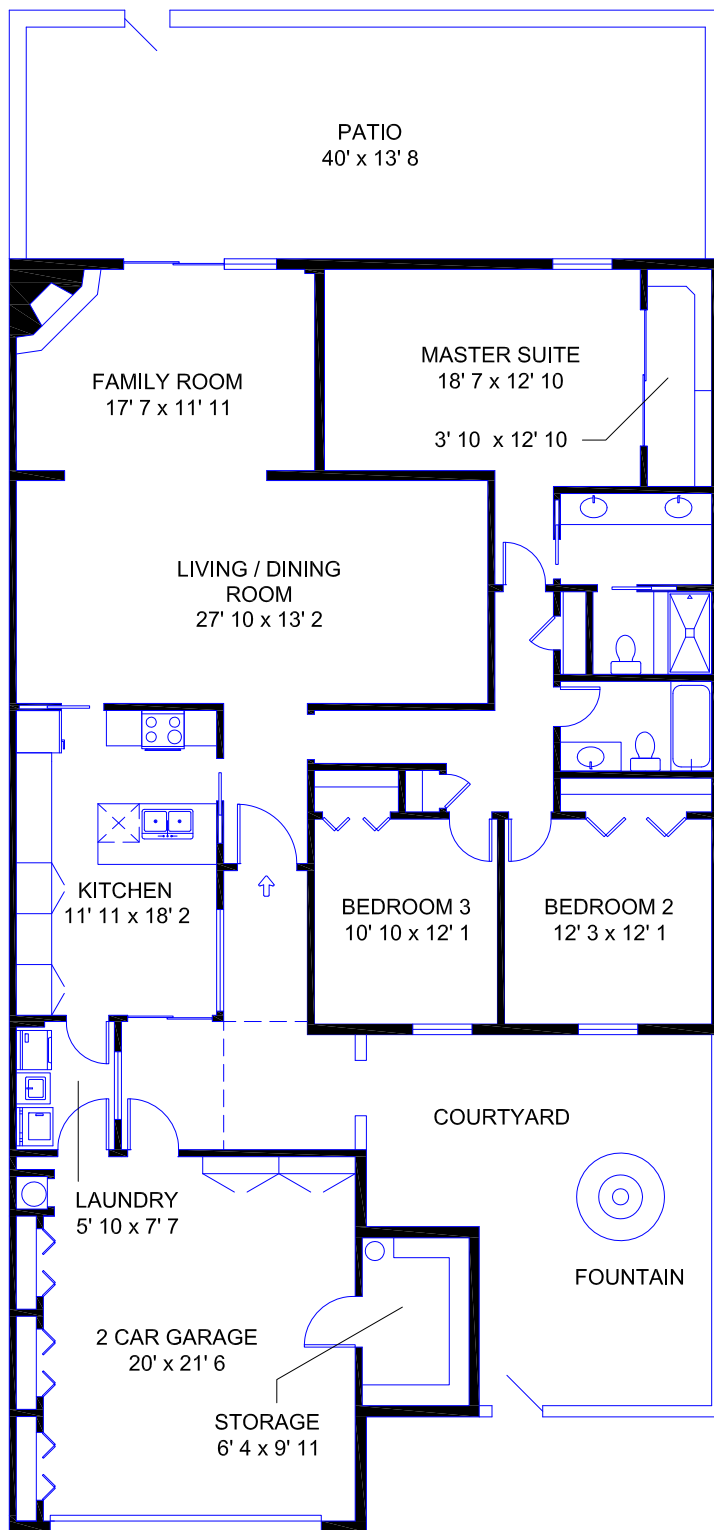 PATIO
40' x 13' 8
FAMILY ROOM
17' 7 x 11' 11
MASTER SUITE
18' 7 x 12' 10
3' 10 x 12' 10
LIVING / DINING
ROOM
27' 10 x 13' 2
KITCHEN
11' 11 x 18' 2
BEDROOM 3
10' 10 x 12' 1
BEDROOM 2
12' 3 x 12' 1
COURTYARD
LAUNDRY
5' 10 x 7' 7
FOUNTAIN
2 CAR GARAGE
20' x 21' 6
STORAGE
6' 4 x 9' 11